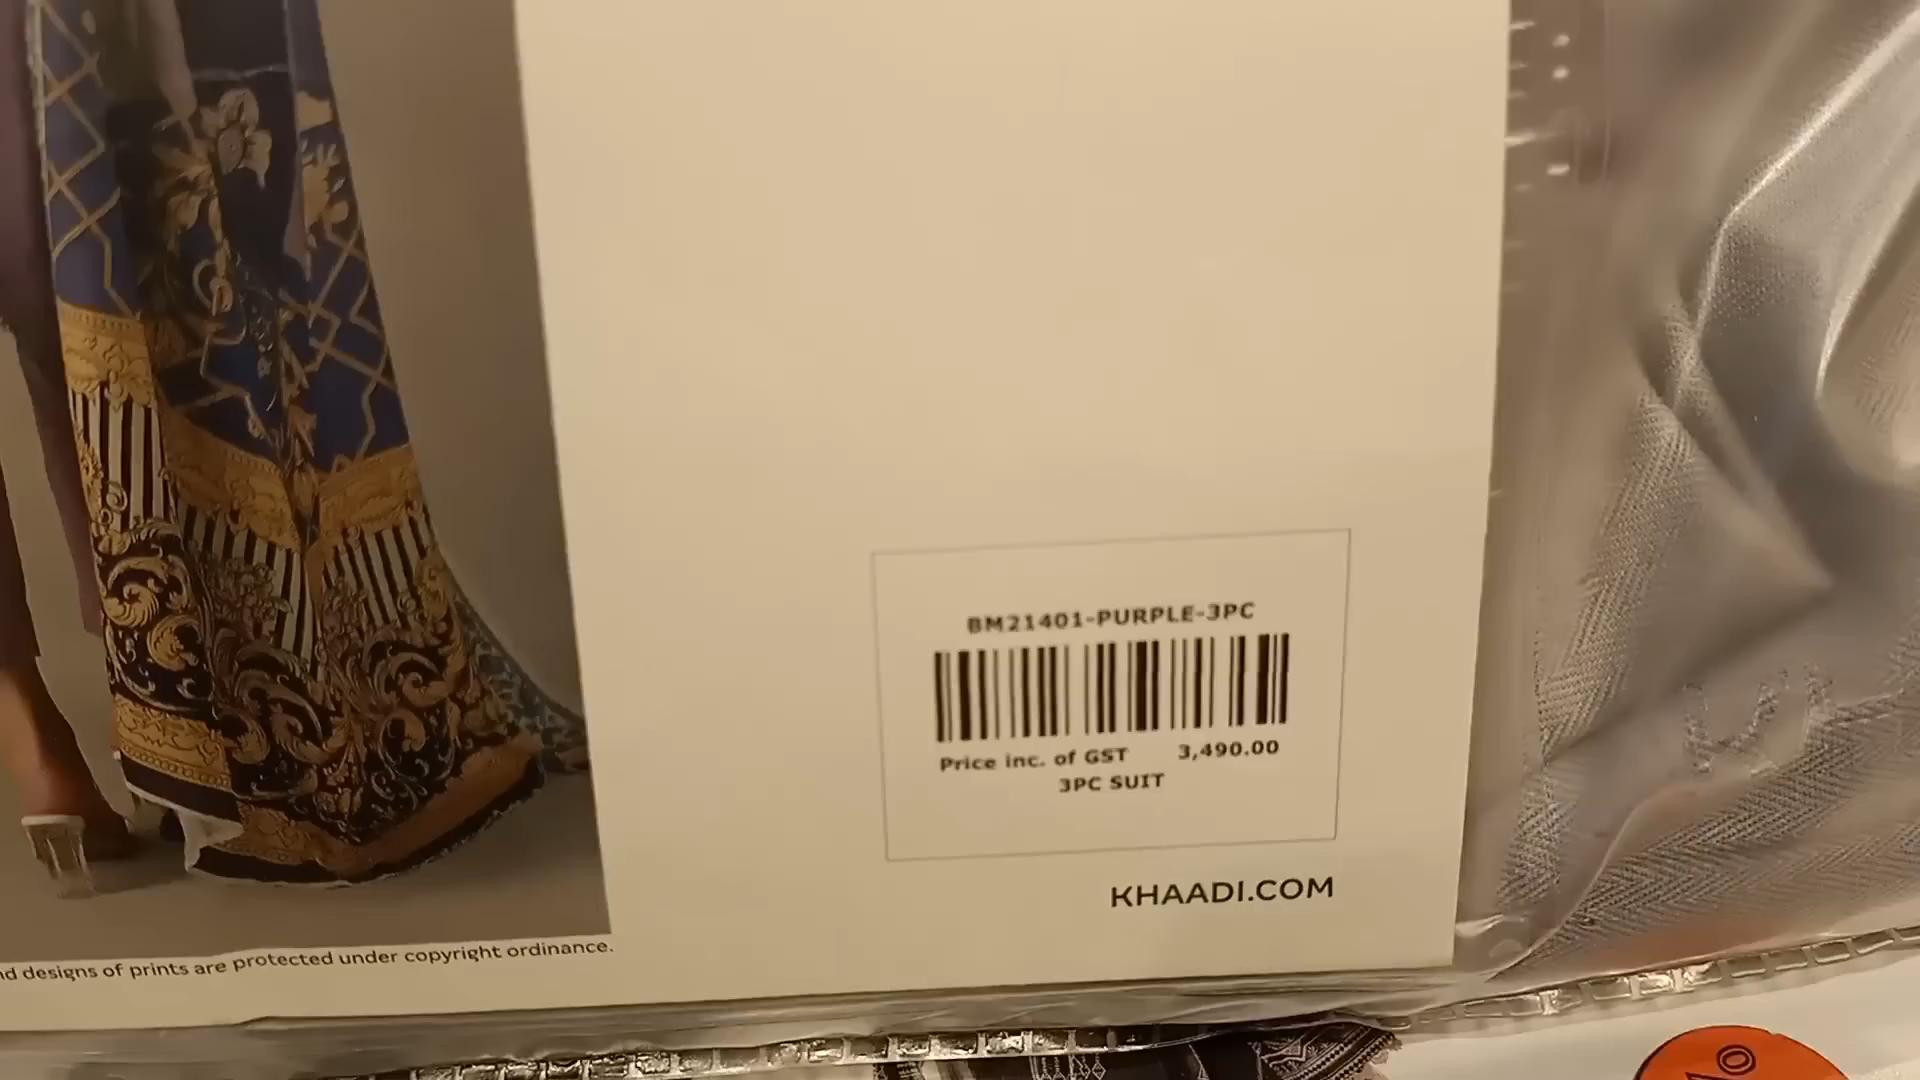 BM21401-PURPLE-3PC
Price inc. of GST 3,490.00
3PC SUIT
KHAADI.COM
designs of prints are protected under copyright ordinance.
%